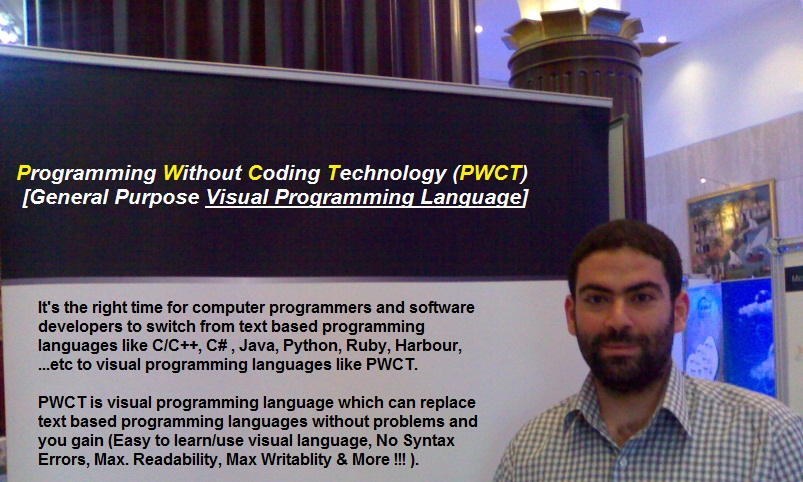 Programming Without Coding Technology (PWCT)
[General Purpose Visual Programming Language]
It's the right time for computer programmers and software
developers to switch from text based programming
languages like C/C++, C# , Java, Python, Ruby, Harbour,
...etc to visual programming languages like PWCT.
PWCT is visual programming language which can replace
text based programming languages without problems and
you gain (Easy to learn/use visual language, No Syntax
Errors, Max. Readability, Max Writablity & More !!! ).